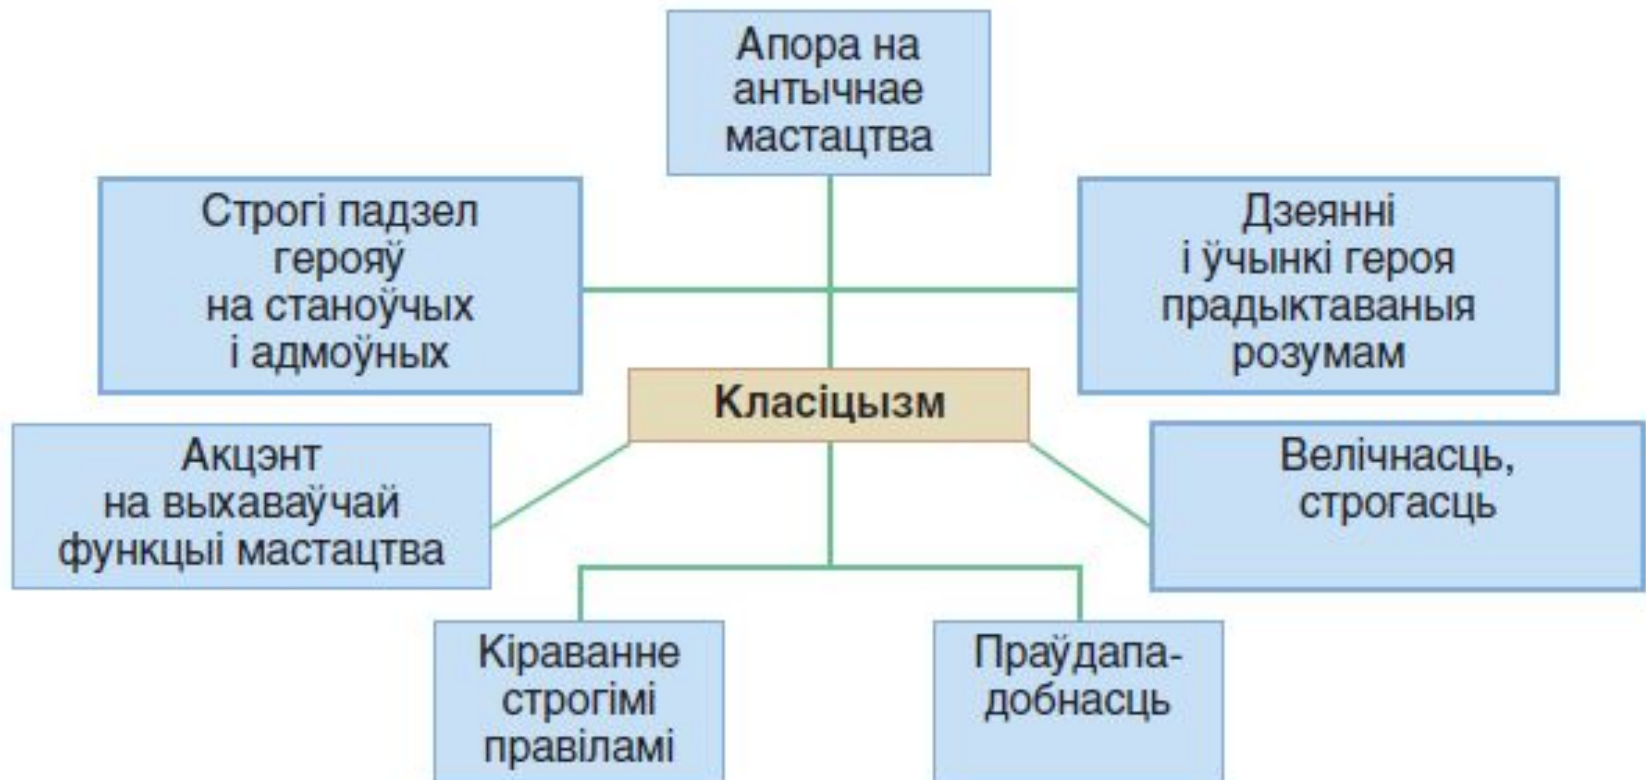 Апора на
антычнае
мастацтва
Строгі падзел
герояў
на станоўчых
і адмоўных
Дзеянні
і ўчынкі героя
прадыктаваныя
розумам
Класіцызм
Акцэнт
на выхаваўчай
функцыі мастацтва
Велічнасць,
строгасць
Кіраванне
строгімі
правіламі
Праўдапа-
добнасць